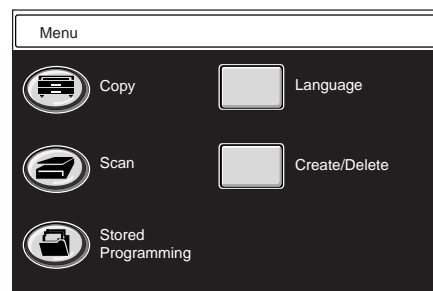 Menu
Copy
Language
Scan
Create/Delete
Stored
Programming